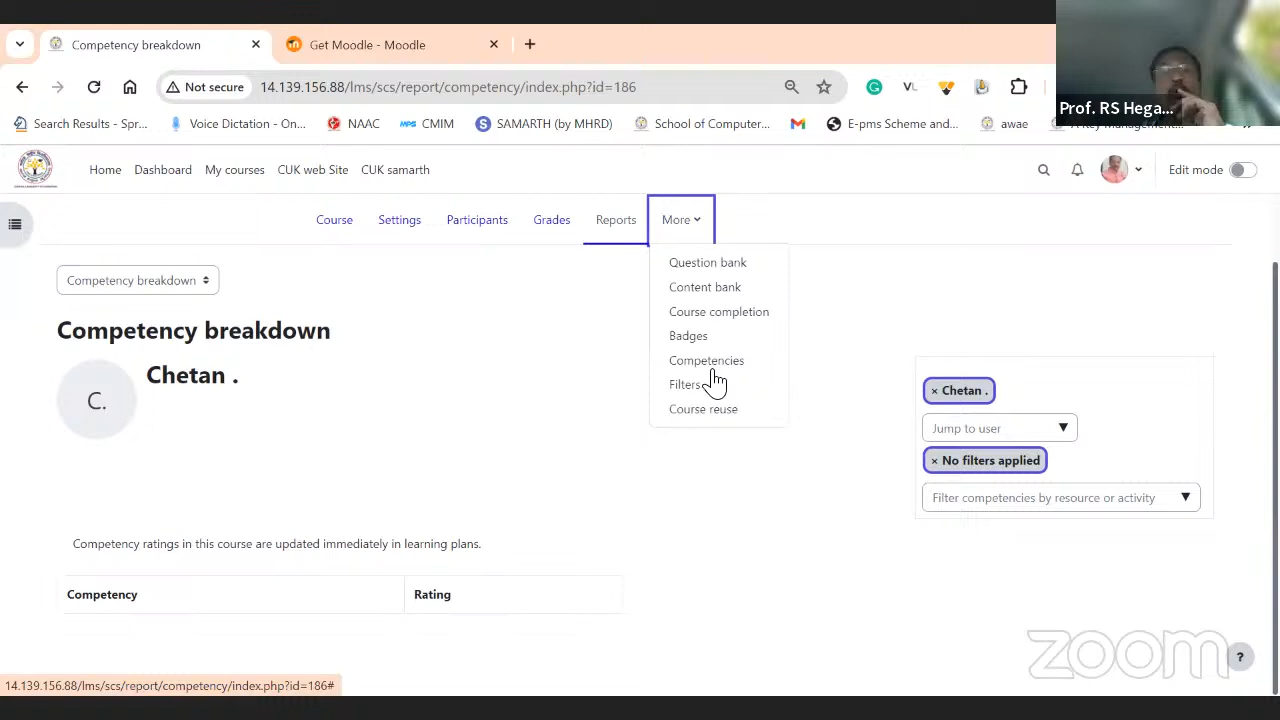 Competency breakdown
Get Moodle - Moodle
Prof. RS Hega...
Not secure
14.139.156.88/lms/scs/report/competency/index.php?id=186
Search Results - Spr...
Voice Dictation - On...
NAAC
CMIM
SAMARTH (by MHRD)
School of Computer...
E-pms Scheme and...
awae
Home
Dashboard
My courses
CUK web Site
CUK samarth
Edit mode
Course
Settings
Participants
Grades
Reports
More
Question bank
Content bank
Course completion
Badges
Competencies
Filters
Course reuse
Competency breakdown
Competency breakdown
C.
Chetan .
× Chetan .
Jump to user
× No filters applied
Filter competencies by resource or activity
Competency ratings in this course are updated immediately in learning plans.
Competency
Rating
zoom
?
14.139.156.88/lms/scs/report/competency/index.php?id=186#